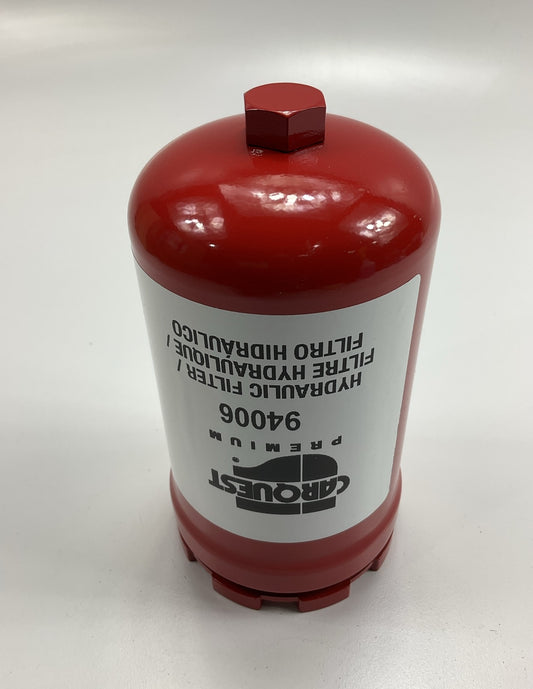 CARQUEST
PREMIUM
94006
HYDRAULIC FILTER /
FILTRE HYDRAULIQUE /
FILTRO HIDRÁULICO